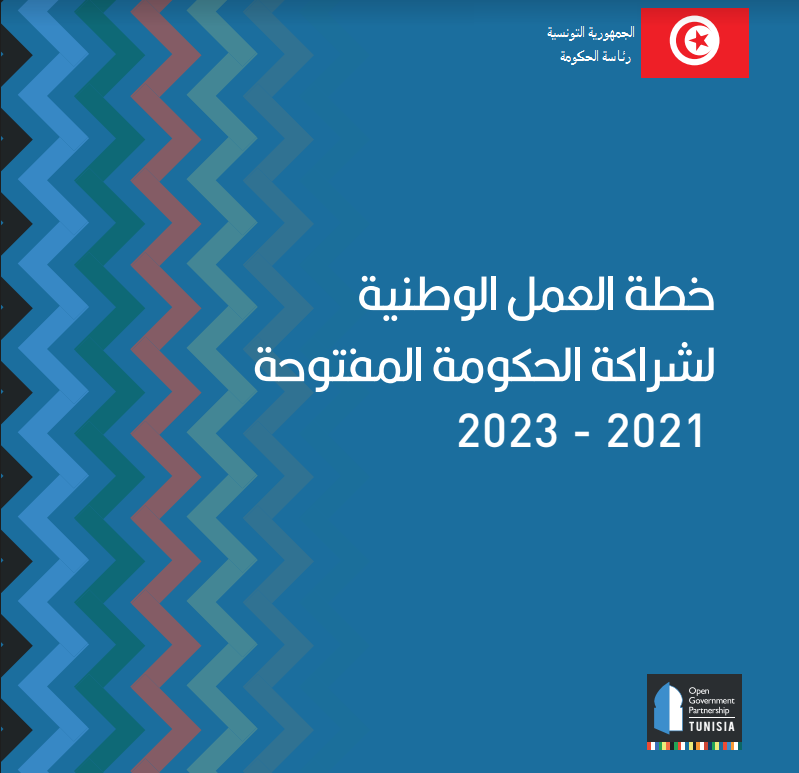 الجمهورية التونسية
رئاسة الحكومة
خطة العمل الوطنية
لشراكة الحكومة المفتوحة
2023 - 2021
Open
Government
Partnership
TUNISIA